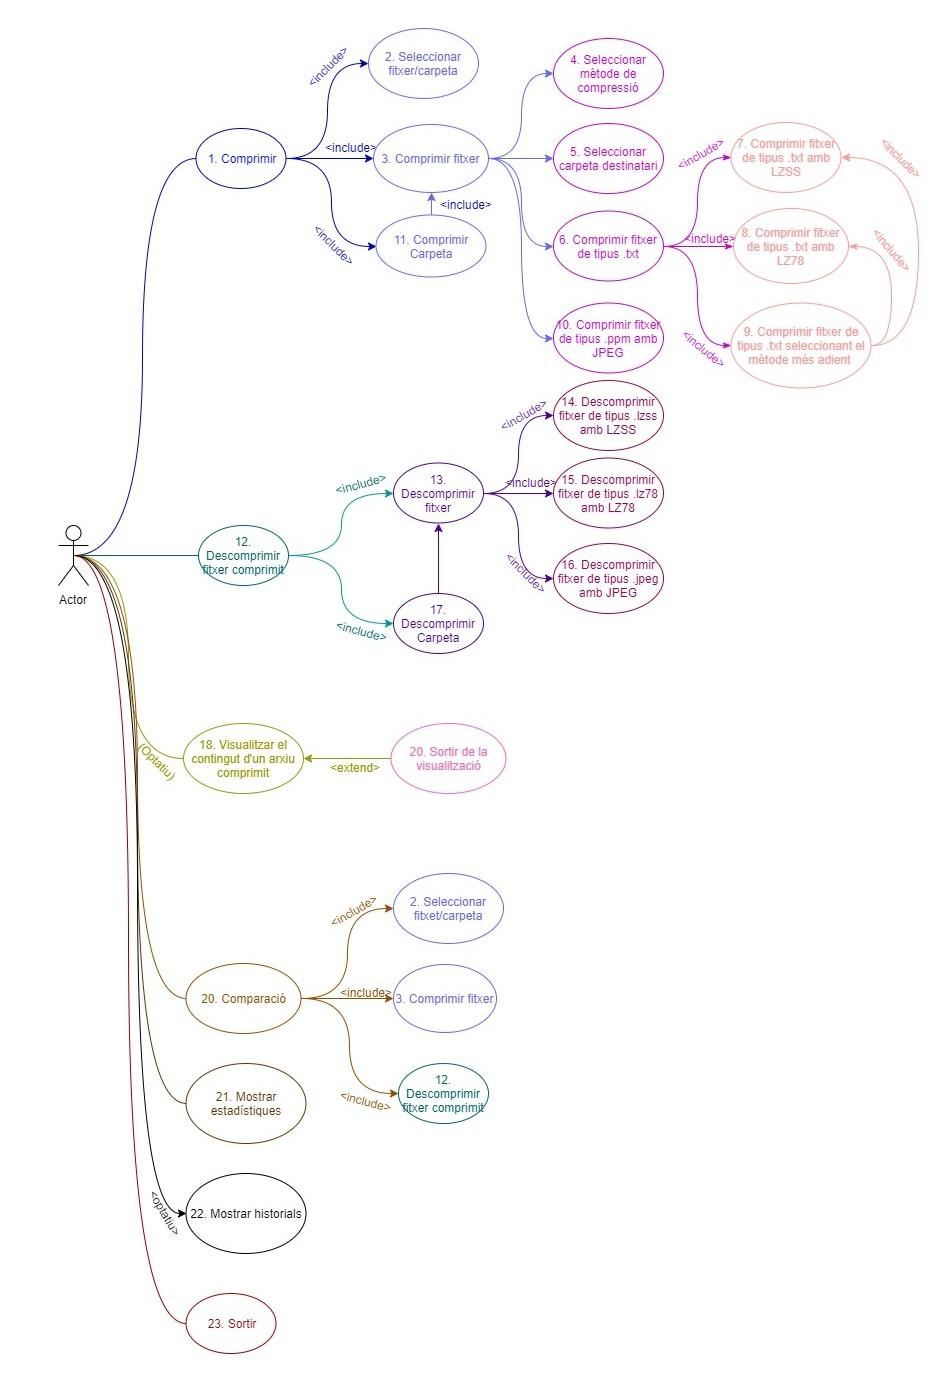 <include>
2. Seleccionar
fitxer/carpeta
4. Seleccionar
mètode de
compressió
1. Comprimir
<include>
3. Comprimir fitxer
5. Seleccionar
carpeta destinatari
<include>
7. Comprimir fitxer
de tipus .txt amb
LZSS
<include>
<include>
<include>
11. Comprimir
Carpeta
6. Comprimir fitxer
de tipus .txt
<include>
8. Comprimir fitxer
de tipus .txt amb
LZ78
<include>
10. Comprimir fitxer
de tipus .ppm amb
JPEG
<include>
9. Comprimir fitxer de
tipus .txt seleccionant el
mètode més adient
<include>
14. Descomprimir
fitxer de tipus .lzss
amb LZSS
<include>
13.
Descomprimir
fitxer
<include>
15. Descomprimir
fitxer de tipus .lz78
amb LZ78
12.
Descomprimir
fitxer comprimit
<include>
16. Descomprimir
fitxer de tipus .jpeg
amb JPEG
Actor
<include>
17.
Descomprimir
Carpeta
(Optatiu)
18. Visualitzar el
contingut d'un arxiu
comprimit
<extend>
20. Sortir de la
visualització
<include>
2. Seleccionar
fitxet/carpeta
20. Comparació
<include>
3. Comprimir fitxer
<include>
12.
Descomprimir
fitxer comprimit
21. Mostrar
estadístiques
<optatiu>
22. Mostrar historials
23. Sortir